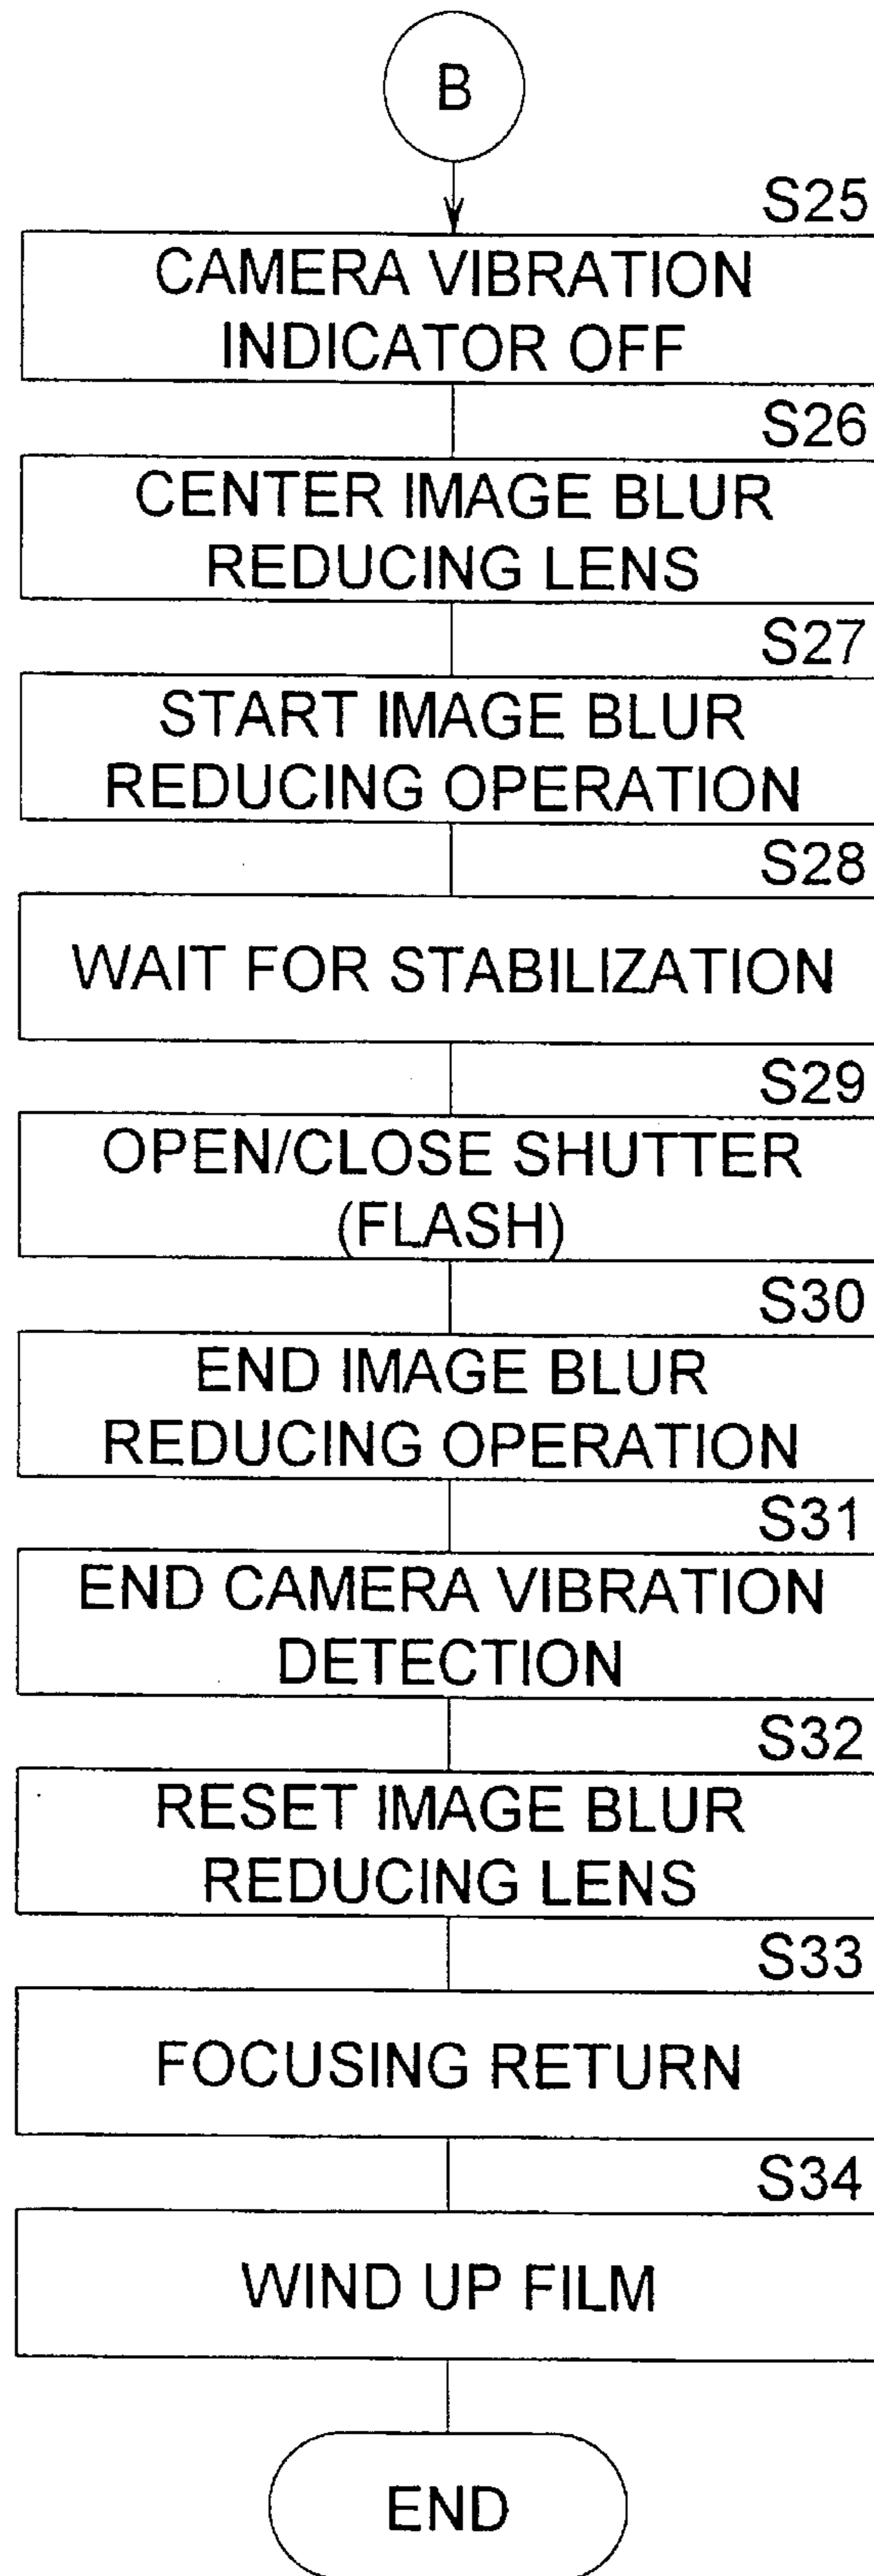 B
S25
CAMERA VIBRATION
INDICATOR OFF
S26
CENTER IMAGE BLUR
REDUCING LENS
S27
START IMAGE BLUR
REDUCING OPERATION
S28
WAIT FOR STABILIZATION
S29
OPEN/CLOSE SHUTTER
(FLASH)
S30
END IMAGE BLUR
REDUCING OPERATION
S31
END CAMERA VIBRATION
DETECTION
S32
RESET IMAGE BLUR
REDUCING LENS
S33
FOCUSING RETURN
S34
WIND UP FILM
END